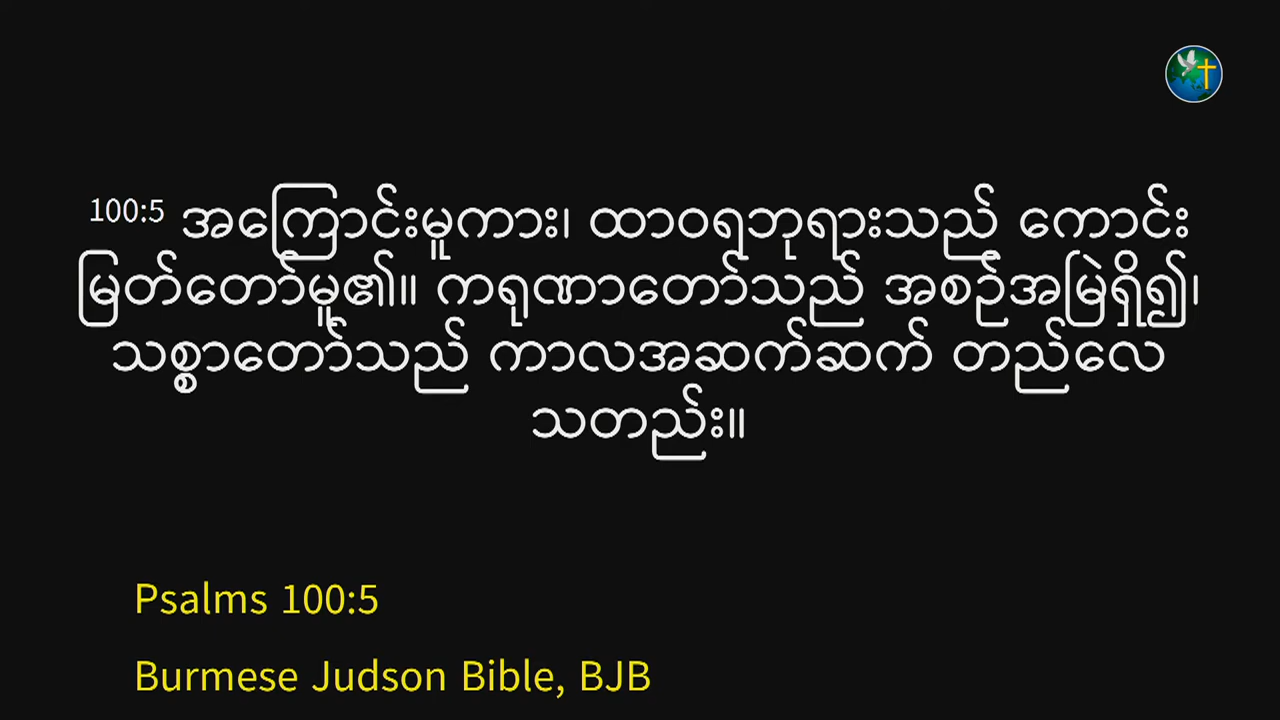 100:5 အကြောင်းမူကား၊ ထာဝရဘုရားသည် ကောင်း
မြတ်တော်မူ၏။ ကရုဏာတော်သည် အစဉ်အမြဲရှိ၍၊
သစ္စာတော်သည် ကာလအဆက်ဆက် တည်လေ
သတည်း။
Psalms 100:5
Burmese Judson Bible, BJB